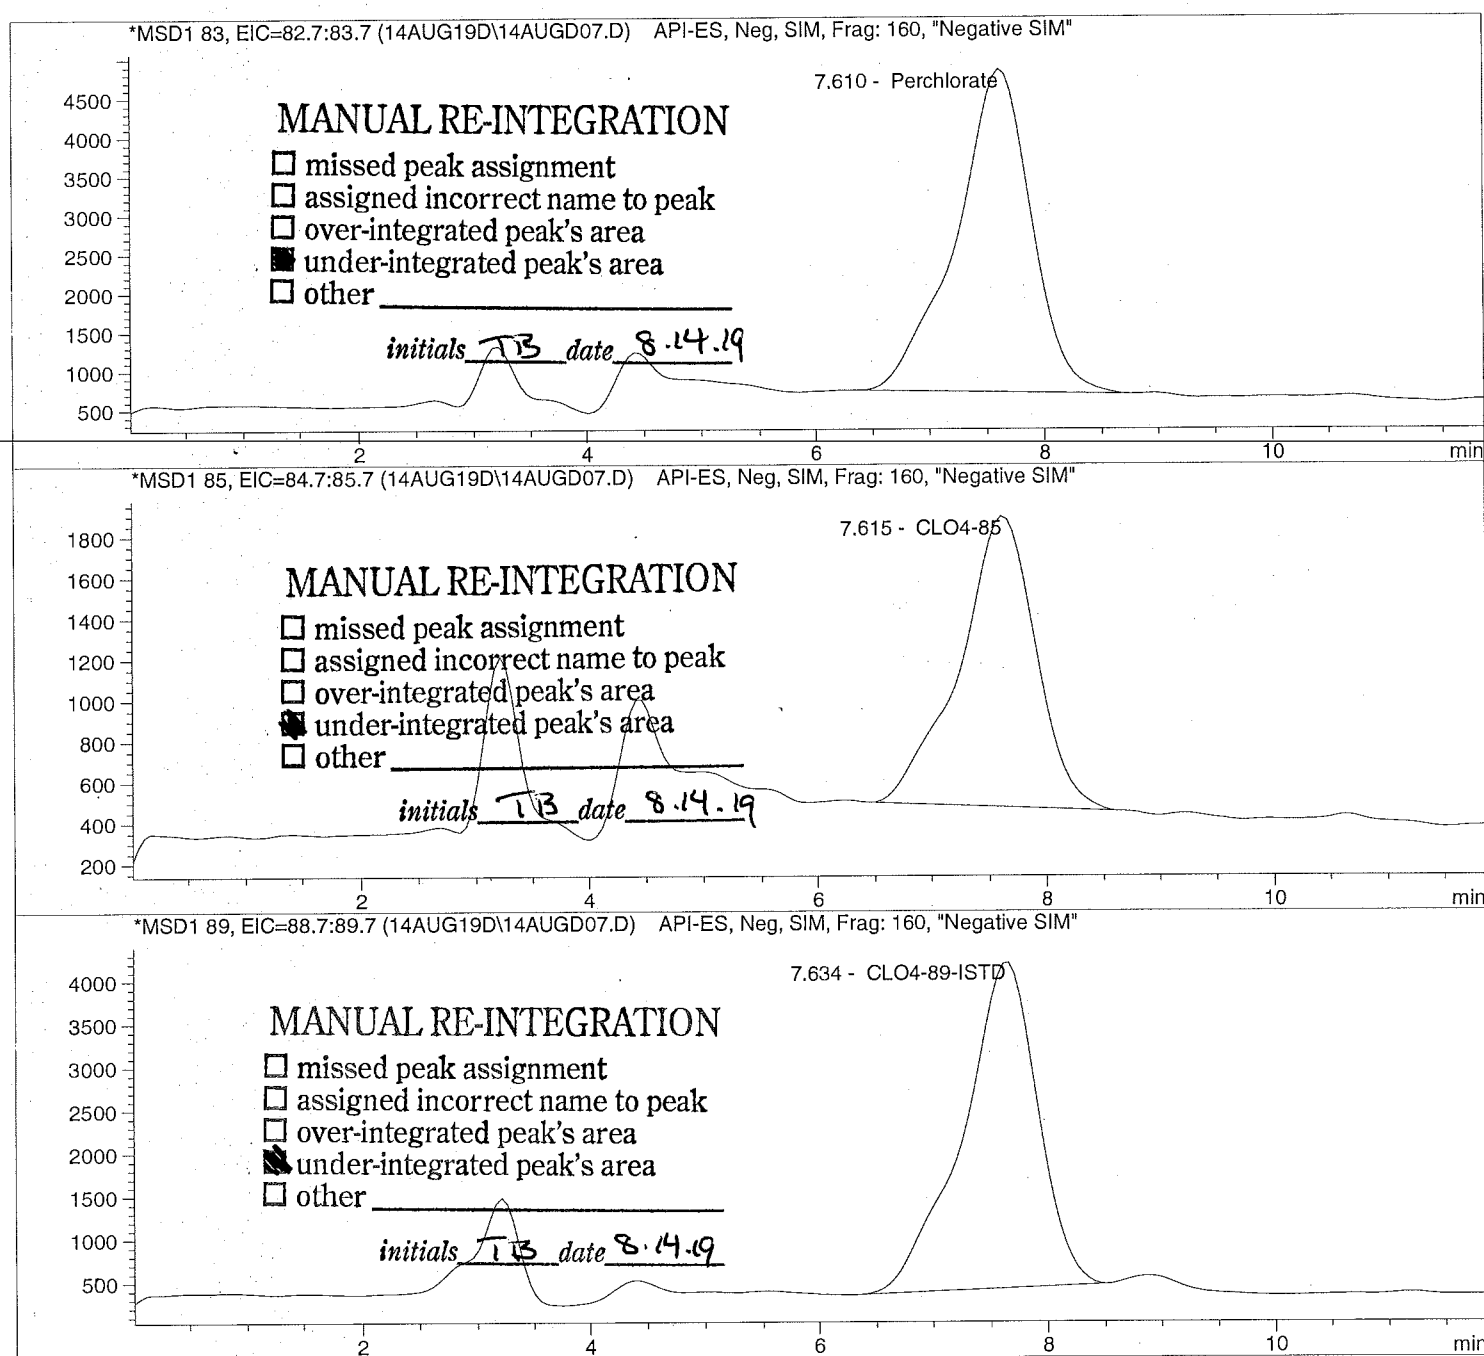 *MSD1 83, EIC=82.7:83.7 (14AUG19D\14AUGD07.D) API-ES, Neg, SIM, Frag: 160, "Negative SIM"
7.610 - Perchlorate
4500
4000
3500
3000
2500
2000
1500
1000
500
MANUAL RE-INTEGRATION
☐ missed peak assignment
☐ assigned incorrect name to peak
☐ over-integrated peak's area
■ under-integrated peak's area
☐ other
initials TB date 8.14.19
2 4 6 8 10 min
*MSD1 85, EIC=84.7:85.7 (14AUG19D\14AUGD07.D) API-ES, Neg, SIM, Frag: 160, "Negative SIM"
7.615 - CLO4-85
1800
1600
1400
1200
1000
800
600
400
200
MANUAL RE-INTEGRATION
☐ missed peak assignment
☐ assigned incorrect name to peak
☐ over-integrated peak's area
■ under-integrated peak's area
☐ other
initials TB date 8.14.19
2 4 6 8 10 min
*MSD1 89, EIC=88.7:89.7 (14AUG19D\14AUGD07.D) API-ES, Neg, SIM, Frag: 160, "Negative SIM"
7.634 - CLO4-89-ISTD
4000
3500
3000
2500
2000
1500
1000
500
MANUAL RE-INTEGRATION
☐ missed peak assignment
☐ assigned incorrect name to peak
☐ over-integrated peak's area
■ under-integrated peak's area
☐ other
initials TB date 8.14.19
2 4 6 8 10 min